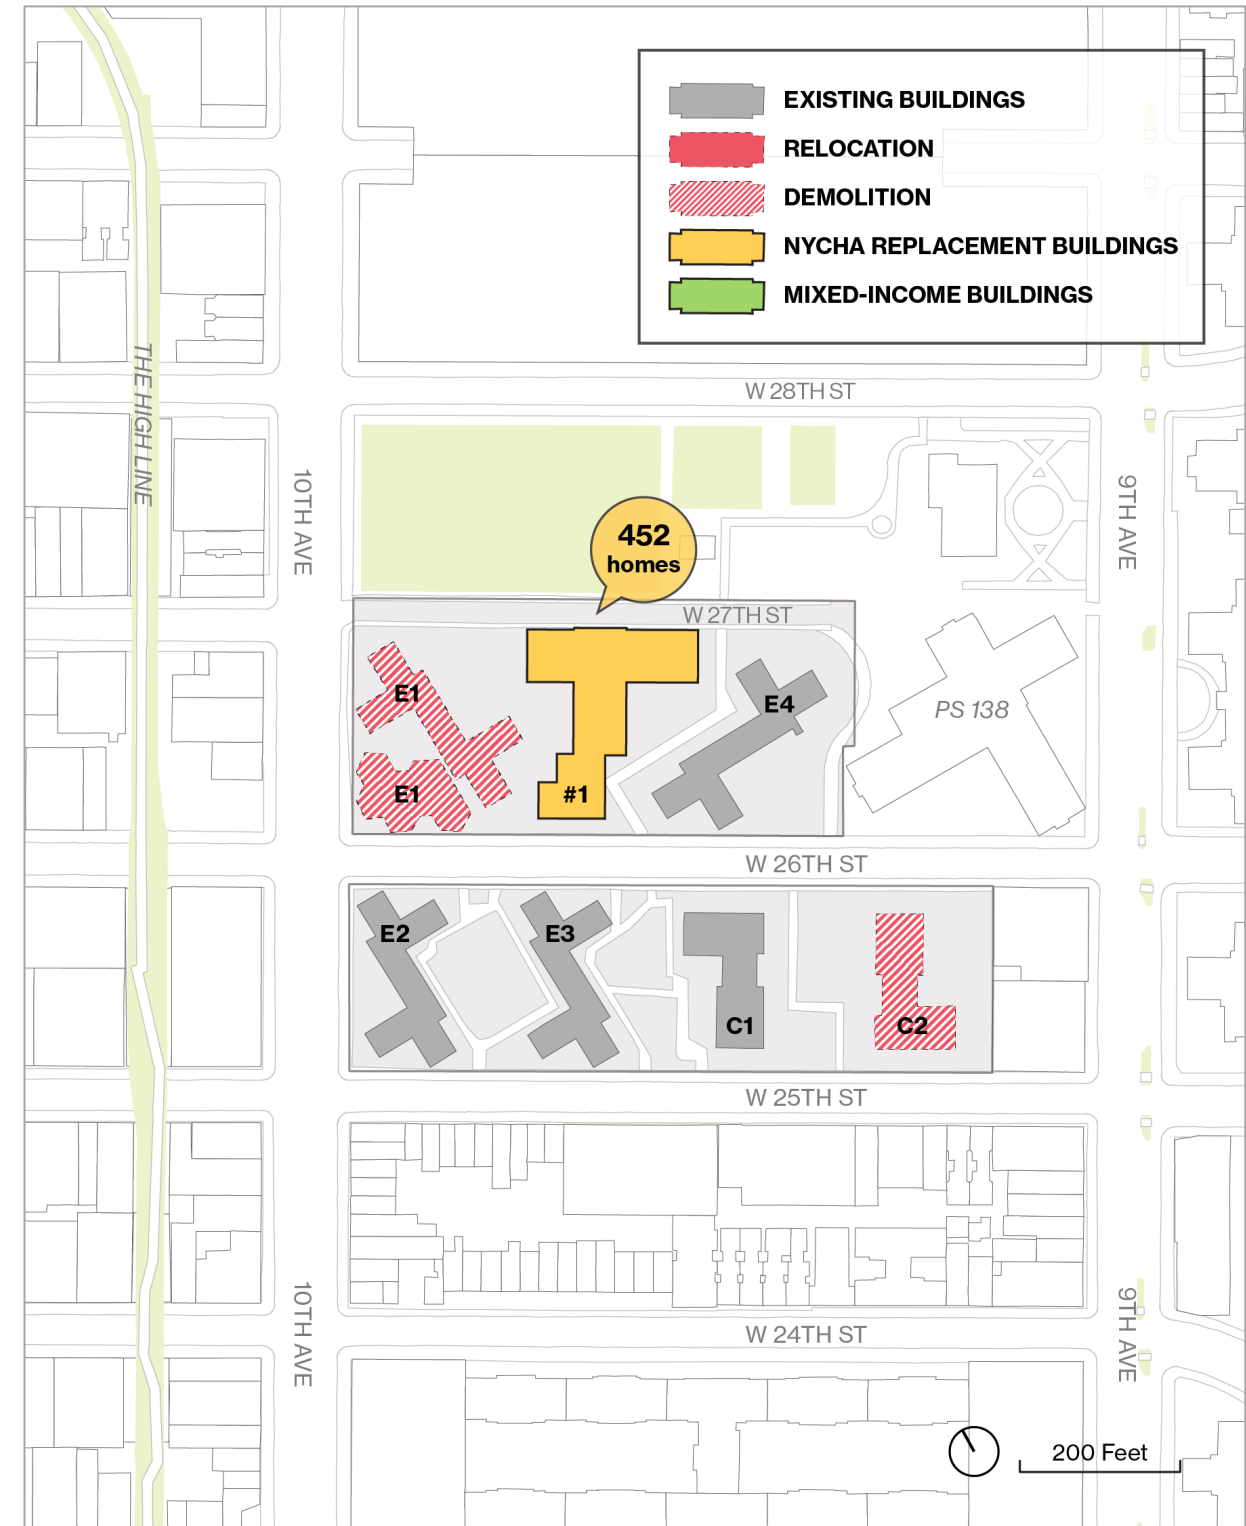 EXISTING BUILDINGS
RELOCATION
DEMOLITION
NYCHA REPLACEMENT BUILDINGS
MIXED-INCOME BUILDINGS
THE HIGH LINE
W 28TH ST
10TH AVE
9TH AVE
452
homes
W 27TH ST
E1
E4
PS 138
E1
#1
W 26TH ST
E2
E3
C1
C2
W 25TH ST
10TH AVE
9TH AVE
W 24TH ST
200 Feet